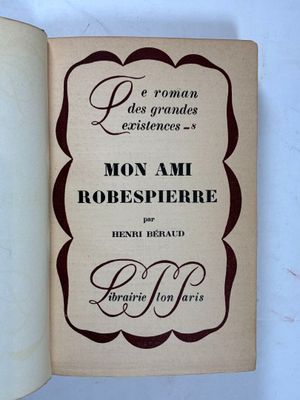 Le roman
des grandes
existences - 8
MON AMI
ROBESPIERRE
par
HENRI BÉRAUD
Librairie Plon Paris